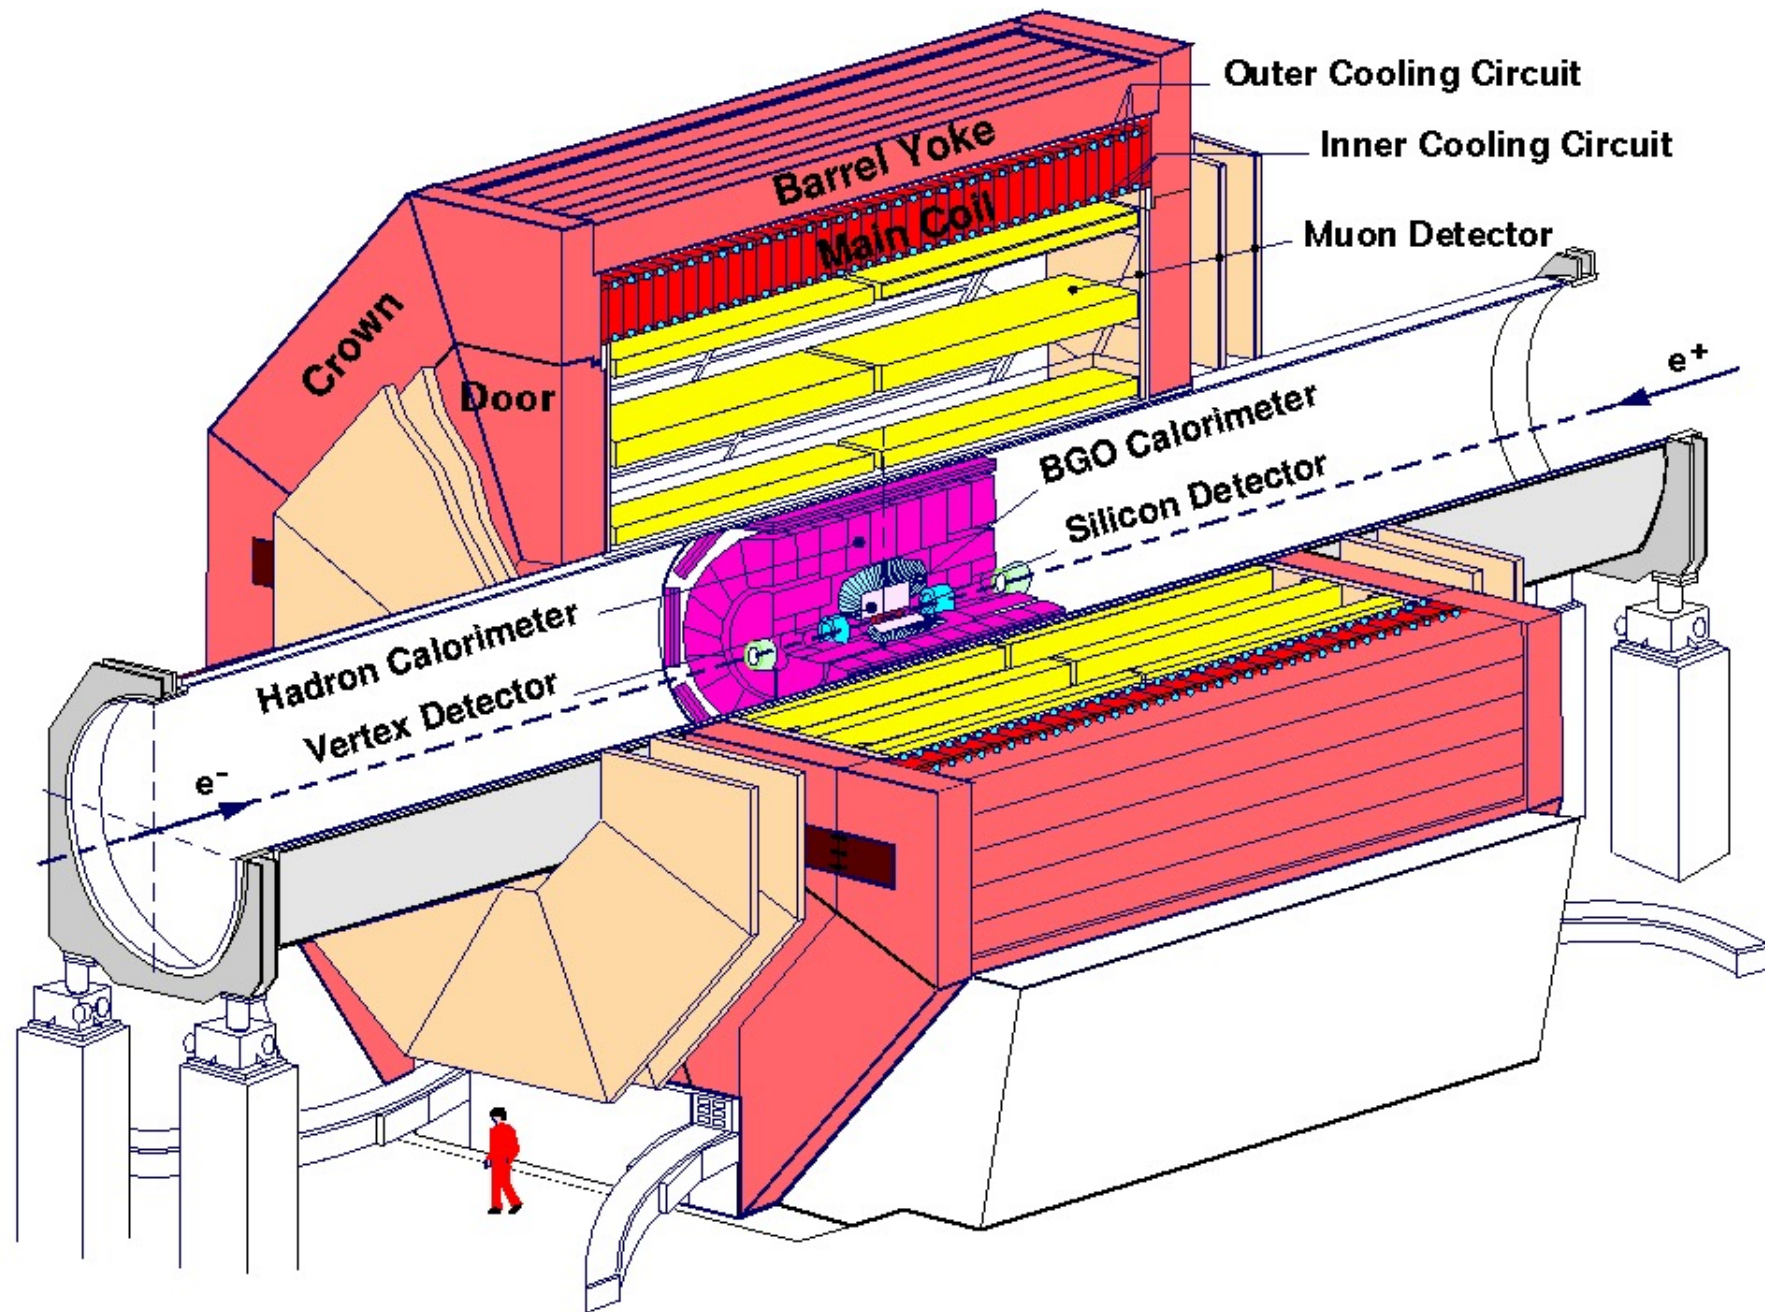 Outer Cooling Circuit
Barrel Yoke
Inner Cooling Circuit
Main Coil
Muon Detector
Crown
Door
e+
BGO Calorimeter
Silicon Detector
Hadron Calorimeter
Vertex Detector
e-